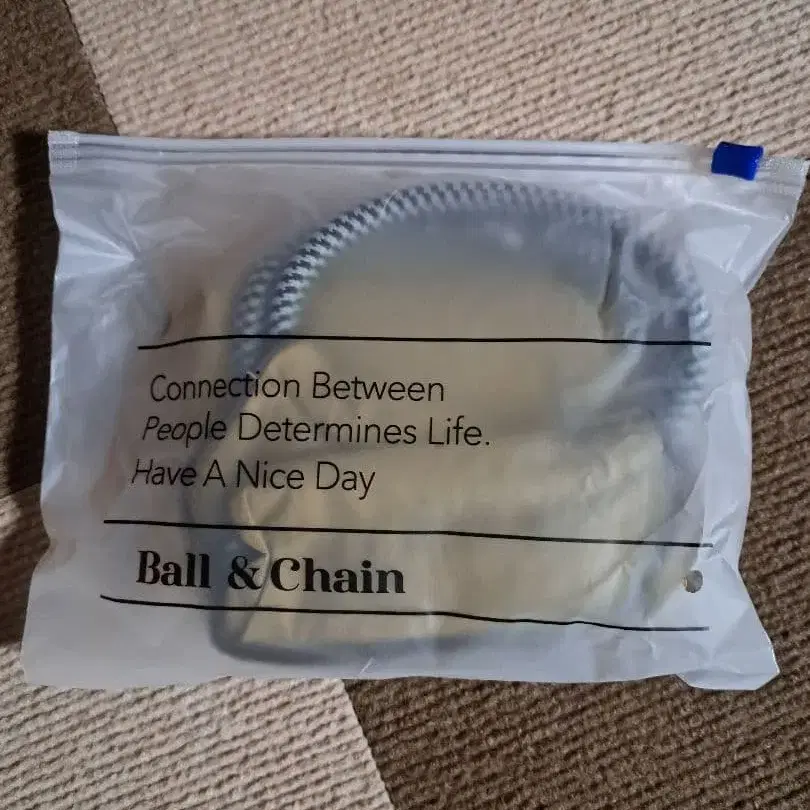 Connection Between
People Determines Life.
Have A Nice Day
Ball & Chain